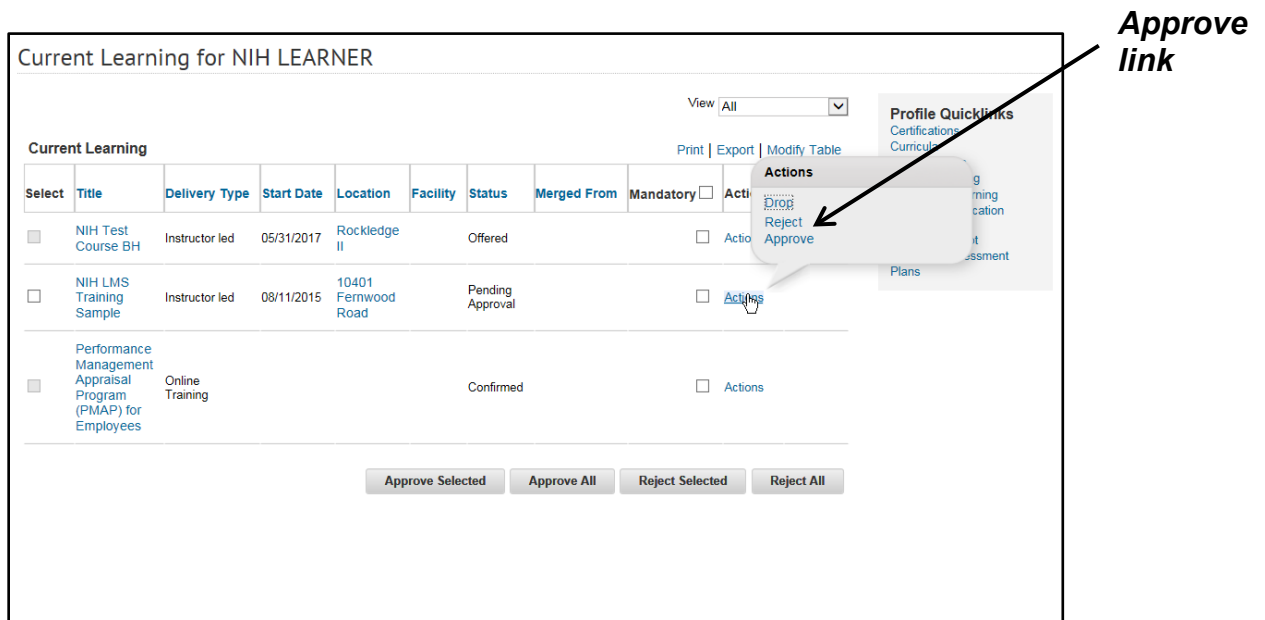 Approve
link
Current Learning for NIH LEARNER
View All
Profile Quicklinks
Certifications
Curricula
Current Learning
Print | Export | Modify Table
Actions
Drop
Reject
Approve
Select Title Delivery Type Start Date Location Facility Status Merged From Mandatory
NIH Test
Course BH
Instructor led
05/31/2017
Rockledge
II
Offered
NIH LMS
Training
Sample
Instructor led
08/11/2015
10401
Fernwood
Road
Pending
Approval
Actions
Plans
Performance
Management
Appraisal
Program
(PMAP) for
Employees
Online
Training
Confirmed
Actions
Approve Selected
Approve All
Reject Selected
Reject All